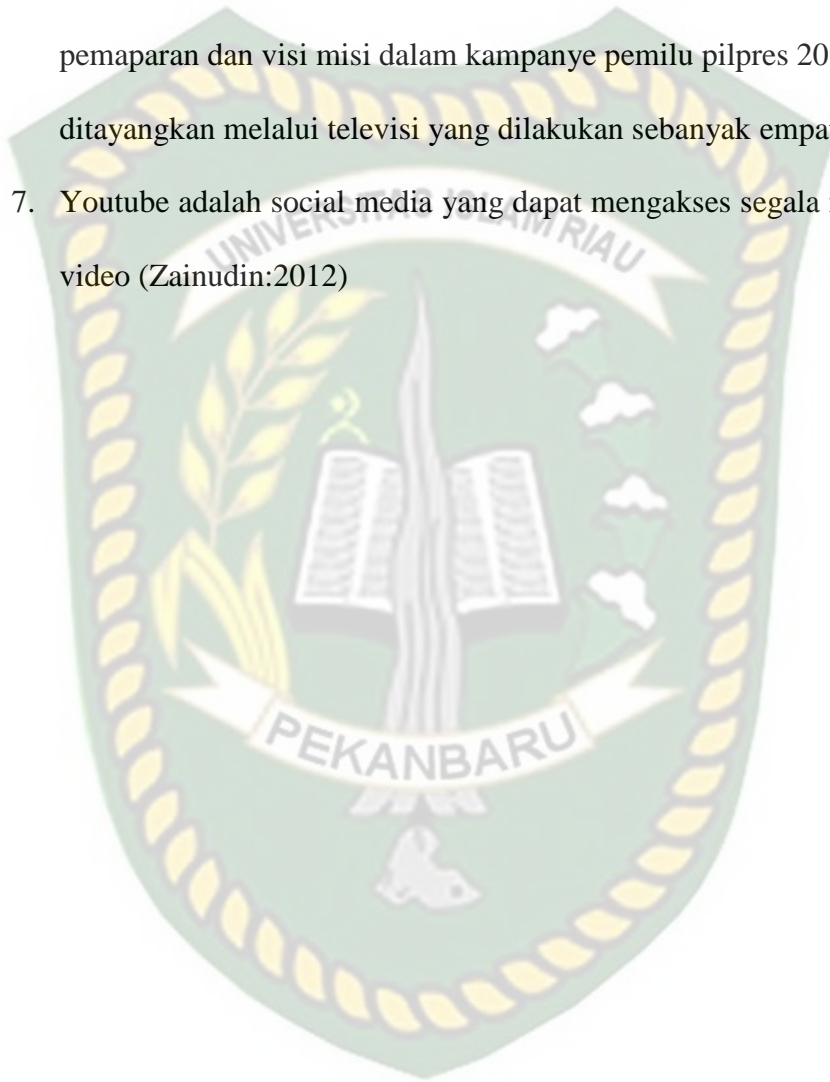 pemaparan dan visi misi dalam kampanye pemilu pilpres 20
ditayangkan melalui televisi yang dilakukan sebanyak
7. Youtube adalah social media yang dapat mengakses segala
video (Zainudin:2012)
UNIVERSITAS ISLAM RIAU
PEKANBARU